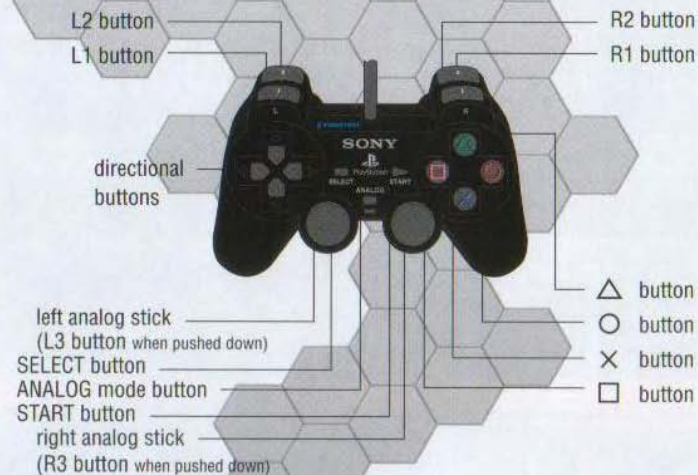 L2 button
L1 button
R2 button
R1 button
SONY
PlayStation
SELECT
START
ANALOG
directional
buttons
left analog stick
(L3 button when pushed down)
SELECT button
ANALOG mode button
START button
right analog stick
(R3 button when pushed down)
△ button
○ button
× button
□ button